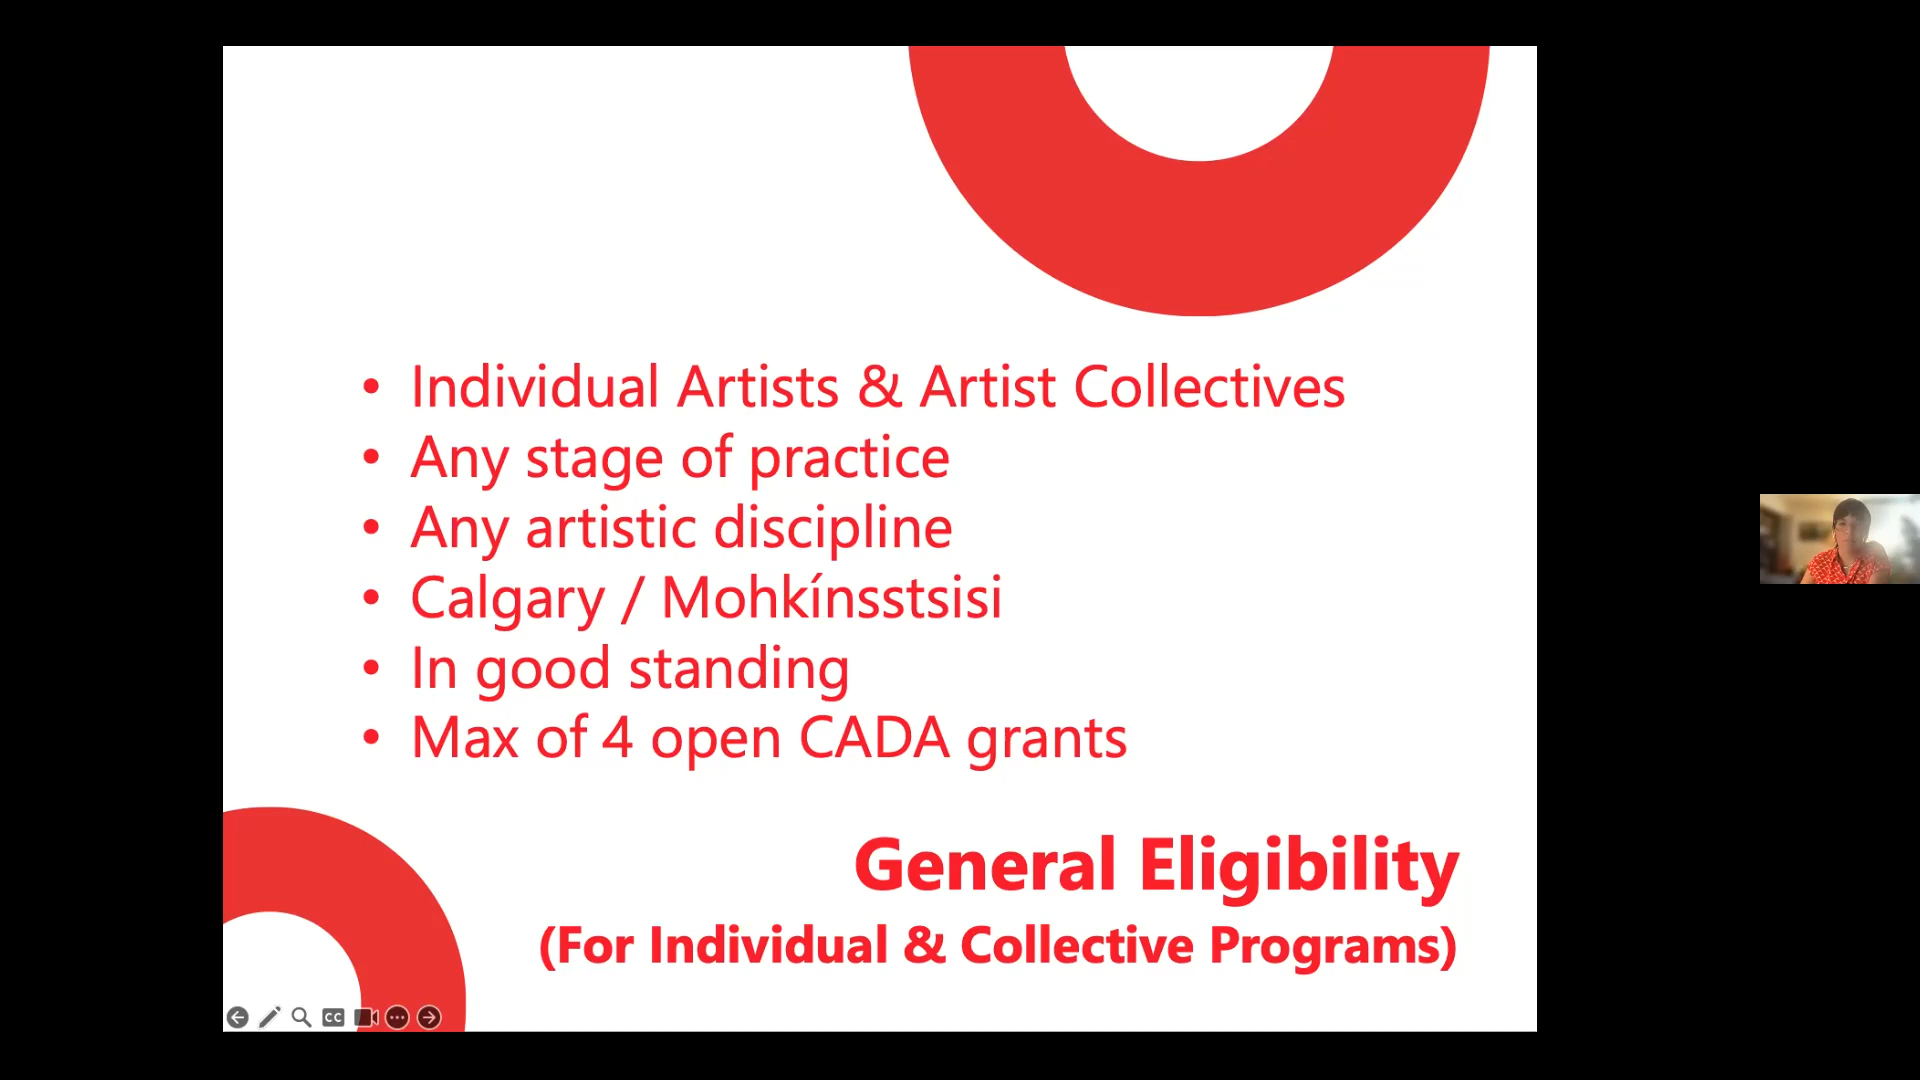 • Individual Artists & Artist Collectives
• Any stage of practice
• Any artistic discipline
• Calgary / Mohkínsstsisi
• In good standing
• Max of 4 open CADA grants
General Eligibility
(For Individual & Collective Programs)
CC